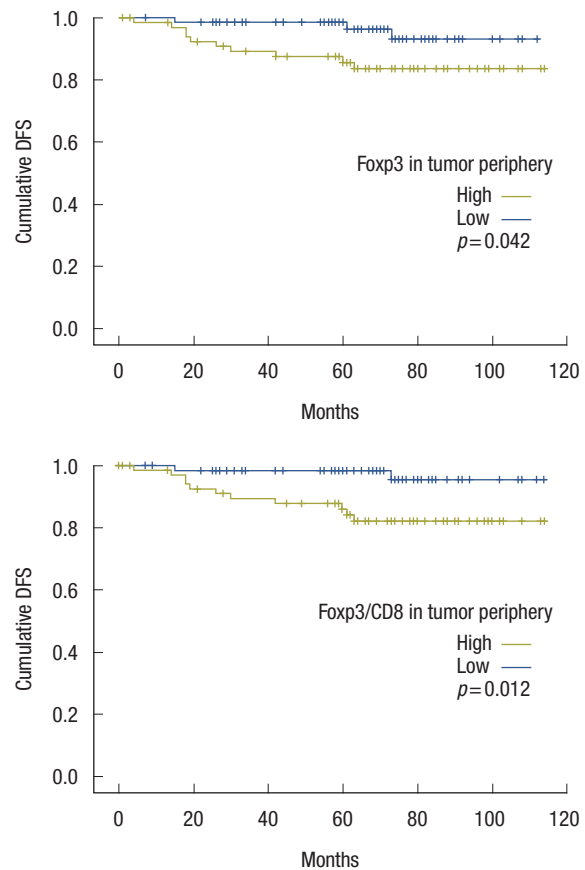 1.0
0.8
0.6
0.4
0.2
0.0
Cumulative DFS
Foxp3 in tumor periphery
High
Low
p=0.042
0 20 40 60 80 100 120
Months
1.0
0.8
0.6
0.4
0.2
0.0
Cumulative DFS
Foxp3/CD8 in tumor periphery
High
Low
p=0.012
0 20 40 60 80 100 120
Months